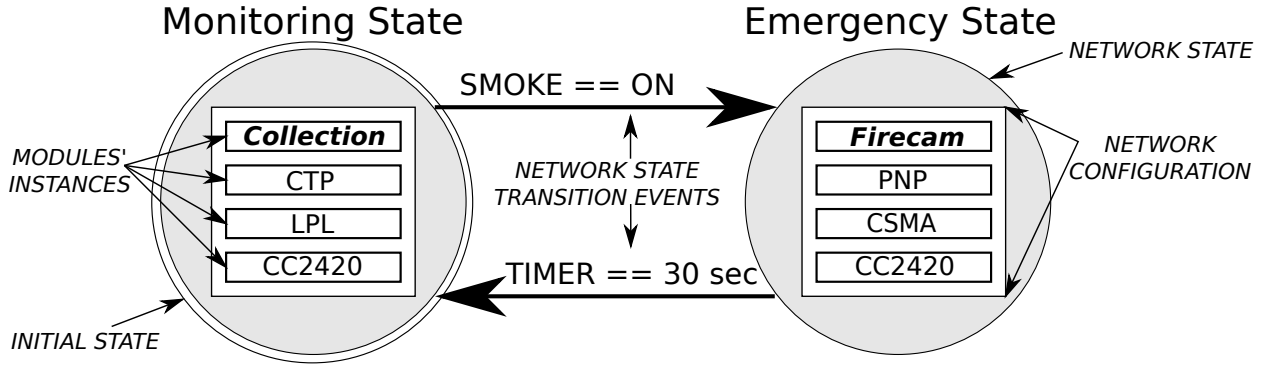 Monitoring State
Emergency State
NETWORK STATE
SMOKE == ON
Collection
CTP
LPL
CC2420
MODULES'
INSTANCES
NETWORK STATE
TRANSITION EVENTS
Firecam
PNP
CSMA
CC2420
NETWORK
CONFIGURATION
TIMER == 30 sec
INITIAL STATE